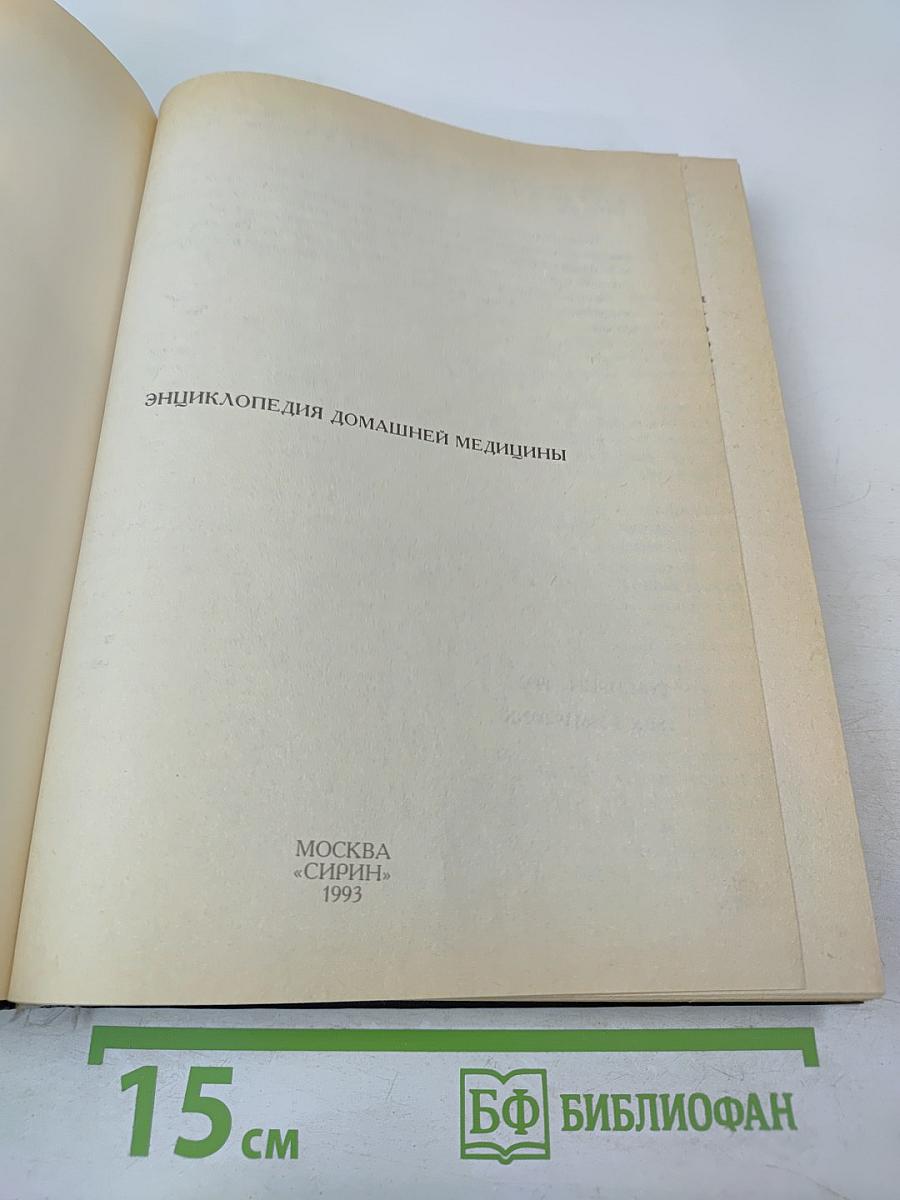 ЭНЦИКЛОПЕДИЯ ДОМАШНЕЙ МЕДИЦИНЫ
МОСКВА
«СИРИН»
1993
15 см
БФ БИБЛИОФАН